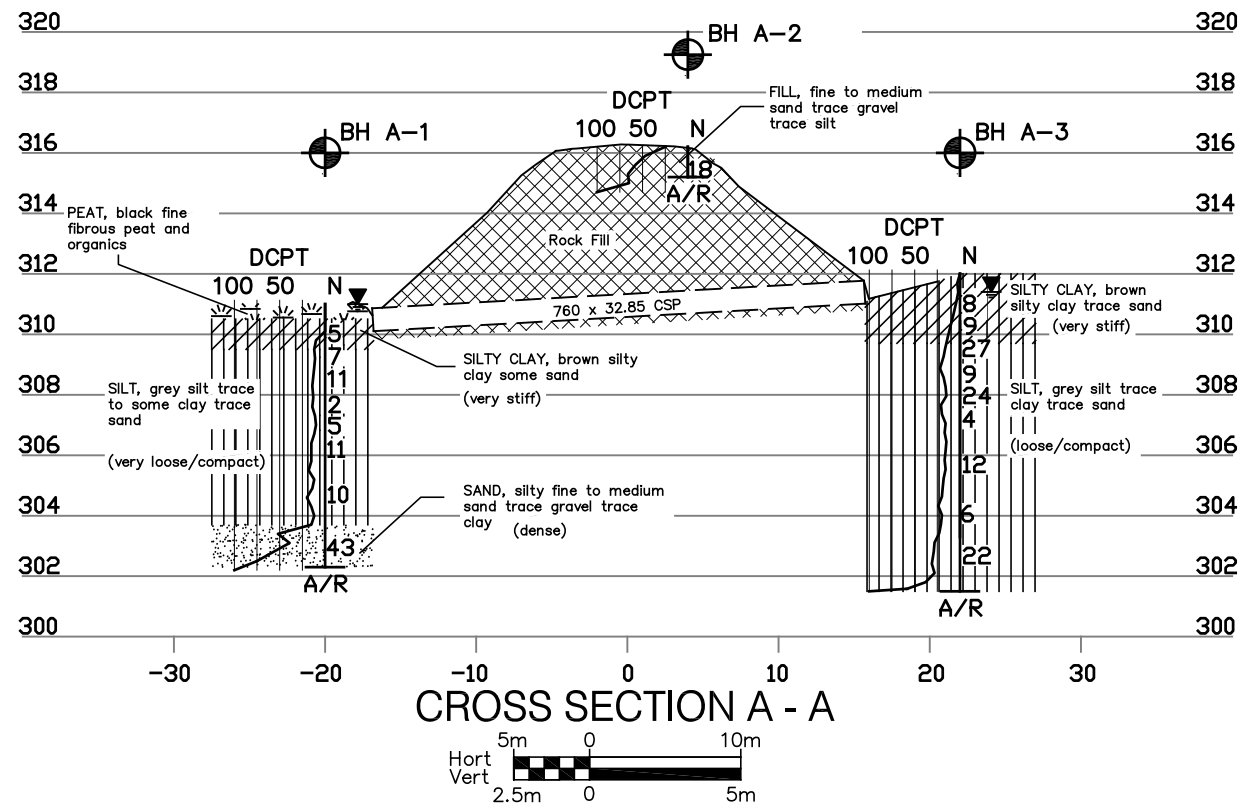 320
320
BH A-2
318
318
DCPT
100 50 N
FILL, fine to medium
sand trace gravel
trace silt
BH A-1
BH A-3
316
316
18
A/R
314
314
PEAT, black fine
fibrous peat and
organics
Rock Fill
DCPT
100 50 N
DCPT
100 50 N
312
312
760 x 32.85 CSP
SILTY CLAY, brown
silty clay trace sand
(very stiff)
310
310
5
7
11
2
5
11
10
43
A/R
8
9
27
9
24
4
12
6
22
A/R
SILTY CLAY, brown silty
clay some sand
(very stiff)
308
308
SILT, grey silt trace
to some clay trace
sand
(very loose/compact)
SILT, grey silt trace
clay trace sand
(loose/compact)
306
306
SAND, silty fine to medium
sand trace gravel trace
clay (dense)
304
304
302
302
300
300
-30 -20 -10 0 10 20 30
CROSS SECTION A - A
5m 0 10m
Hort
Vert
2.5m 0 5m